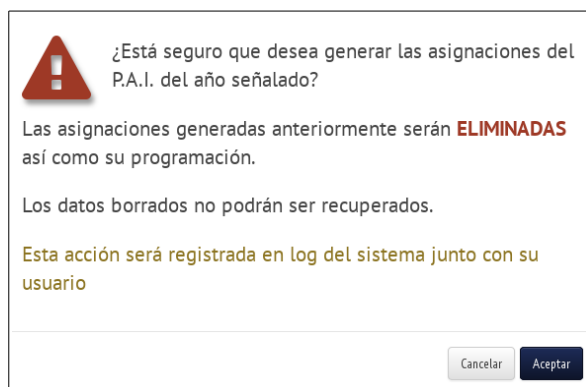 ¿Está seguro que desea generar las asignaciones del
P.A.I. del año señalado?
Las asignaciones generadas anteriormente serán ELIMINADAS
así como su programación.
Los datos borrados no podrán ser recuperados.
Esta acción será registrada en log del sistema junto con su
usuario
Cancelar
Aceptar